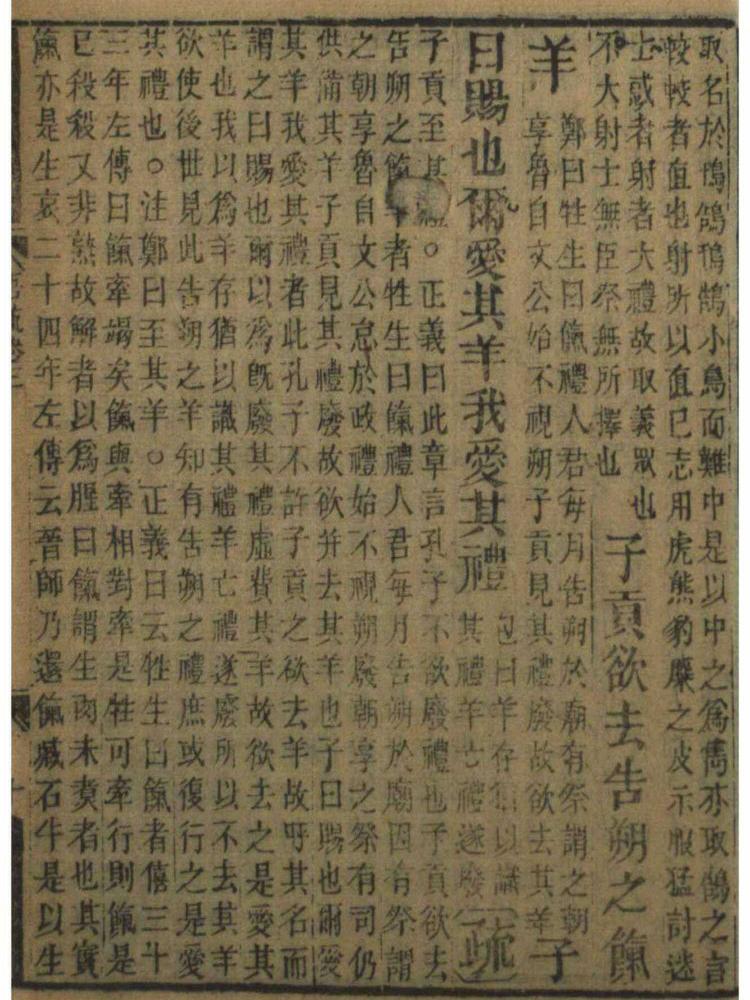 取名於鳱鵠鳱鵠小鳥而難中是以中之爲雋亦取鵠之言
較較者直也射所以直已志用虎熊豹麋之皮示服猛討迷
士惑者射者大禮故取義眾也
不大射士無臣祭無所擇也
子貢欲去告朔之餼
羊
鄭曰牲生曰餼禮人君每月告朔於廟有祭謂之朝
享魯自文公始不視朔子貢見其禮廢故欲去其羊
子
曰賜也爾愛其羊我愛其禮
包曰羊存猶以識
其禮羊亡禮遂廢
疏
子貢至其禮。正義曰此章言孔子不欲廢禮也子貢欲去
告朔之餼羊者牲生曰餼禮人君每月告朔於廟因有祭謂
之朝享魯自文公怠於政禮始不視朔廢朝享之祭有司仍
供備其羊子貢見其禮廢故欲并去其羊也子曰賜也爾愛
其羊我愛其禮者此孔子不許子貢之欲去羊故呼其名而
謂之曰賜也爾以爲既廢其禮虛費其羊故欲去之是愛其
羊也我以爲羊存猶以識其禮羊亡禮遂廢所以不去其羊
欲使後世見此告朔之羊知有告朔之禮庶或復行之是愛
其禮也。注鄭曰至其羊。正義曰云牲生曰餼者僖三十
三年左傳曰餼牽竭矣餼與牽相對牽是牲可牽行則餼是
已殺殺又非熟故解者以爲腥曰餼謂生肉未煑者也其實
餼亦是生哀二十四年左傳云晉師乃還餼臧石牛是以生